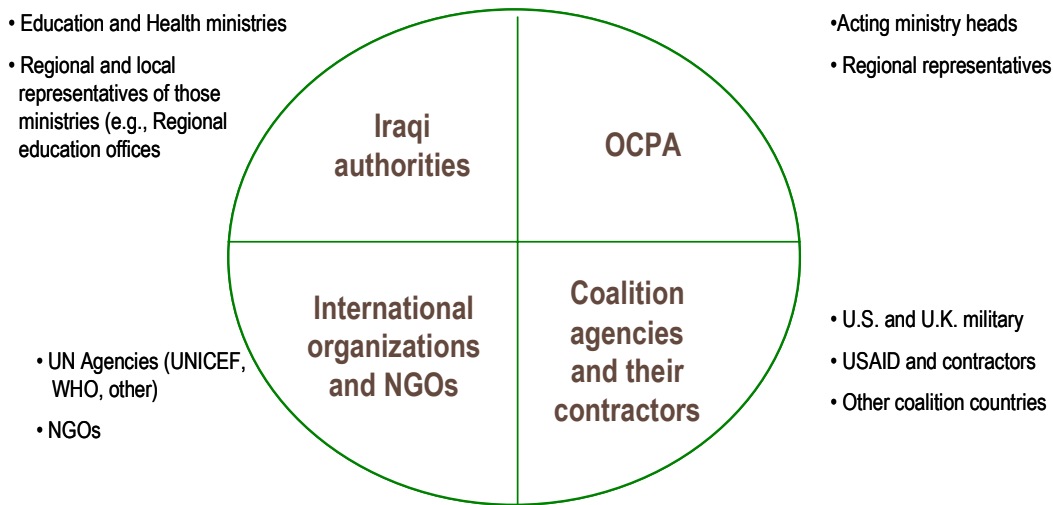 • Education and Health ministries
• Regional and local
representatives of those
ministries (e.g., Regional
education offices
Iraqi
authorities
OCPA
•Acting ministry heads
• Regional representatives
• UN Agencies (UNICEF,
WHO, other)
• NGOs
International
organizations
and NGOs
Coalition
agencies
and their
contractors
• U.S. and U.K. military
• USAID and contractors
• Other coalition countries